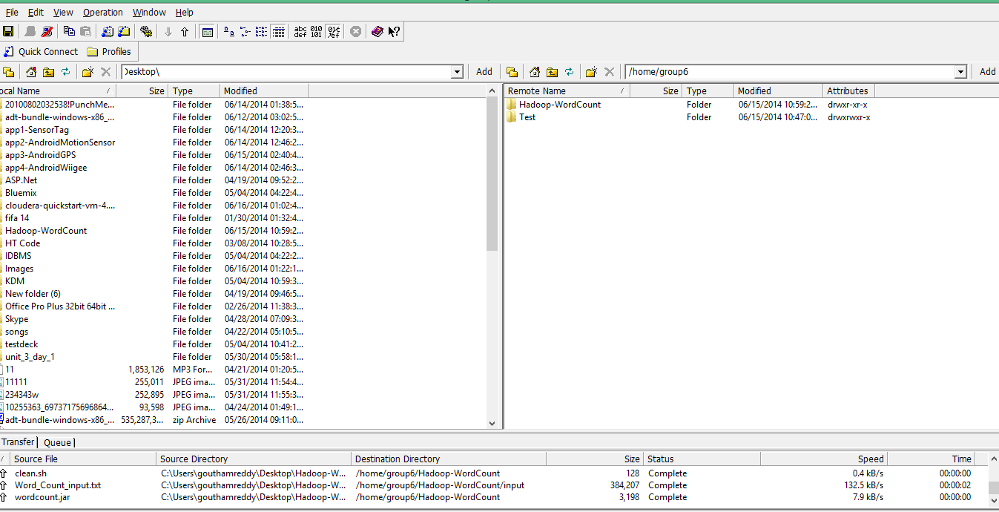 File Edit View Operation Window Help
abc def 010 101
Quick Connect Profiles
Desktop\ Add /home/group6 Add
ocal Name / Size Type Modified Remote Name / Size Type Modified Attributes
20100802032538!PunchMe... File folder 06/14/2014 01:38:5... Hadoop-WordCount Folder 06/15/2014 10:59:2... drwxr-xr-x
adt-bundle-windows-x86_... File folder 06/12/2014 03:02:5... Test Folder 06/15/2014 10:47:0... drwxrwxr-x
app1-SensorTag File folder 06/14/2014 12:20:3...
app2-AndroidMotionSensor File folder 06/14/2014 12:46:2...
app3-AndroidGPS File folder 06/15/2014 02:40:4...
app4-AndroidWiigee File folder 06/14/2014 02:46:3...
ASP.Net File folder 04/19/2014 09:52:2...
Bluemix File folder 05/04/2014 04:22:4...
cloudera-quickstart-vm-4.... File folder 06/16/2014 01:02:4...
fifa 14 File folder 01/30/2014 01:32:4...
Hadoop-WordCount File folder 06/15/2014 10:59:2...
HT Code File folder 03/08/2014 10:28:5...
IDBMS File folder 05/04/2014 04:22:2...
Images File folder 06/16/2014 01:22:1...
KDM File folder 05/04/2014 10:59:3...
New folder (6) File folder 04/19/2014 09:46:5...
Office Pro Plus 32bit 64bit ... File folder 02/26/2014 11:38:3...
Skype File folder 04/28/2014 07:09:3...
songs File folder 04/22/2014 05:10:5...
testdeck File folder 05/04/2014 10:41:2...
unit_3_day_1 File folder 05/30/2014 05:58:1...
11 1,853,126 MP3 For... 04/21/2014 01:20:5...
11111 255,011 JPEG ima... 05/31/2014 11:54:4...
234343w 252,895 JPEG ima... 05/31/2014 11:55:3...
10255363_69737175696864... 93,598 JPEG ima... 04/24/2014 01:49:1...
adt-bundle-windows-x86_... 535,287,3... zip Archive 05/26/2014 09:11:0...
Transfer Queue
/ Source File Source Directory Destination Directory Size Status Speed Time
clean.sh C:\Users\gouthamreddy\Desktop\Hadoop-W... /home/group6/Hadoop-WordCount 128 Complete 0.4 kB/s 00:00:00
Word_Count_input.txt C:\Users\gouthamreddy\Desktop\Hadoop-W... /home/group6/Hadoop-WordCount/input 384,207 Complete 132.5 kB/s 00:00:02
wordcount.jar C:\Users\gouthamreddy\Desktop\Hadoop-W... /home/group6/Hadoop-WordCount 3,198 Complete 7.9 kB/s 00:00:00